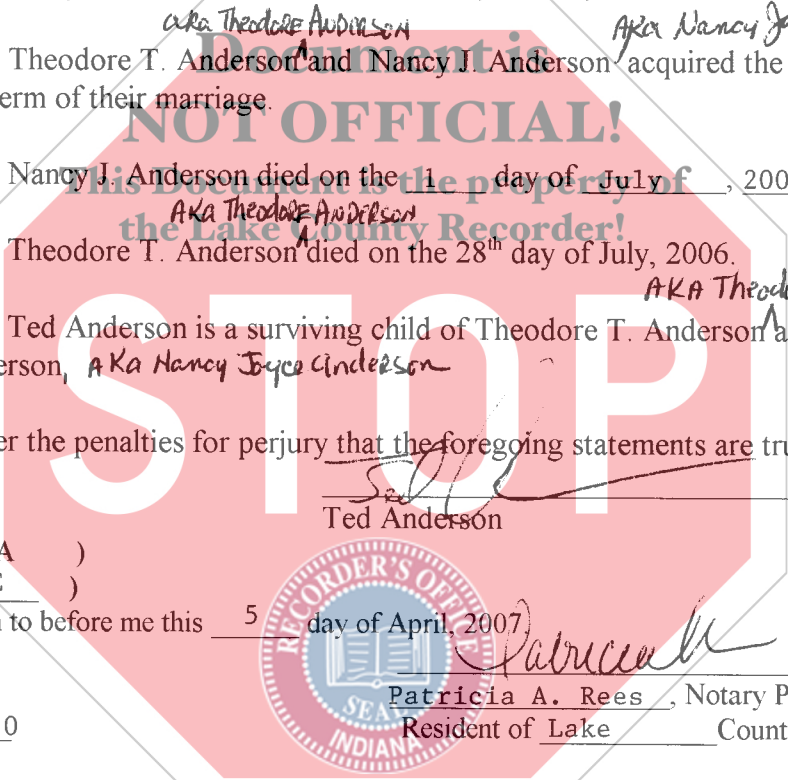 aka Theodore Anderson AKa Nancy J
Theodore T. Anderson and Nancy J. Anderson acquired the
erm of their marriage.
Document is
NOT OFFICIAL!
This Document is the property of
the Lake County Recorder!
Nancy J. Anderson died on the 1 day of July, 200
AKa Theodore Anderson
Theodore T. Anderson died on the 28th day of July, 2006.
AKA Theod
Ted Anderson is a surviving child of Theodore T. Anderson a
erson, AKa Nancy Joyce Anderson
STOP
er the penalties for perjury that the foregoing statements are tru
Ted Anderson
A )
E )
n to before me this 5 day of April, 2007
RECORDER'S OFFICE
SEAL
INDIANA
Patricia A. Rees, Notary P
0
Resident of Lake Count